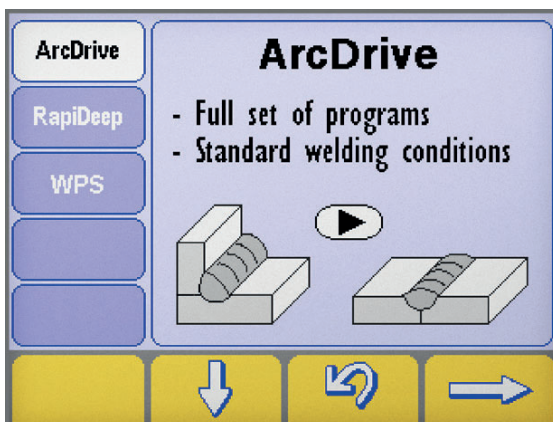 ArcDrive
RapiDeep
WPS
ArcDrive
- Full set of programs
- Standard welding conditions